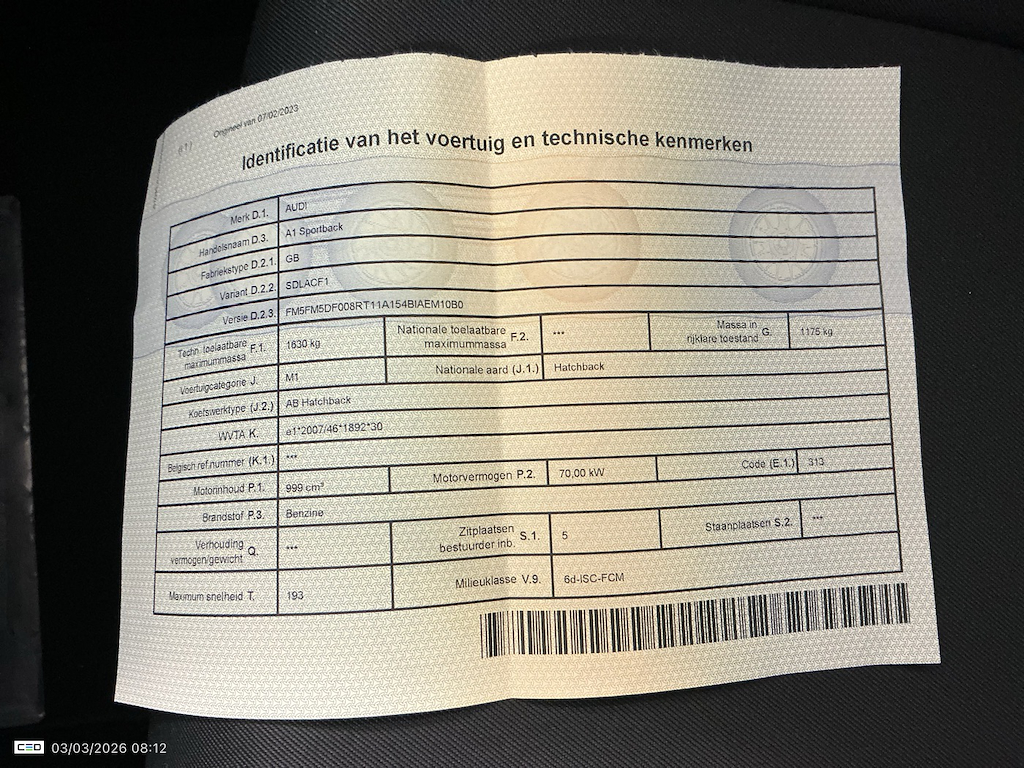 Origineel van 07/02/2023
Identificatie van het voertuig en technische kenmerken
Merk D.1. AUDI
Handelsnaam D.3. A1 Sportback
Fabriekstype D.2.1. GB
Variant D.2.2. SDLACF1
Versie D.2.3. FM5FM5DF008RT11A154BIAEM10B0
Techn toelaatbare maximummassa F.1. 1630 kg Nationale toelaatbare maximummassa F.2. *** Massa in rijklare toestand G. 1175 kg
Voertuigcategorie J. M1 Nationale aard (J.1.) Hatchback
Koetswerktype (J.2.) AB Hatchback
WVTA K. e1*2007/46*1892*30
Belgisch ref.nummer (K.1.) ***
Motorinhoud P.1. 999 cm³ Motorvermogen P.2. 70,00 kW Code (E.1.) 313
Brandstof P.3. Benzine
Verhouding vermogen/gewicht Q. *** Zitplaatsen bestuurder inb. S.1. 5 Staanplaatsen S.2. ***
Maximum snelheid T. 193 Milieuklasse V.9. 6d-ISC-FCM
03/03/2026 08:12